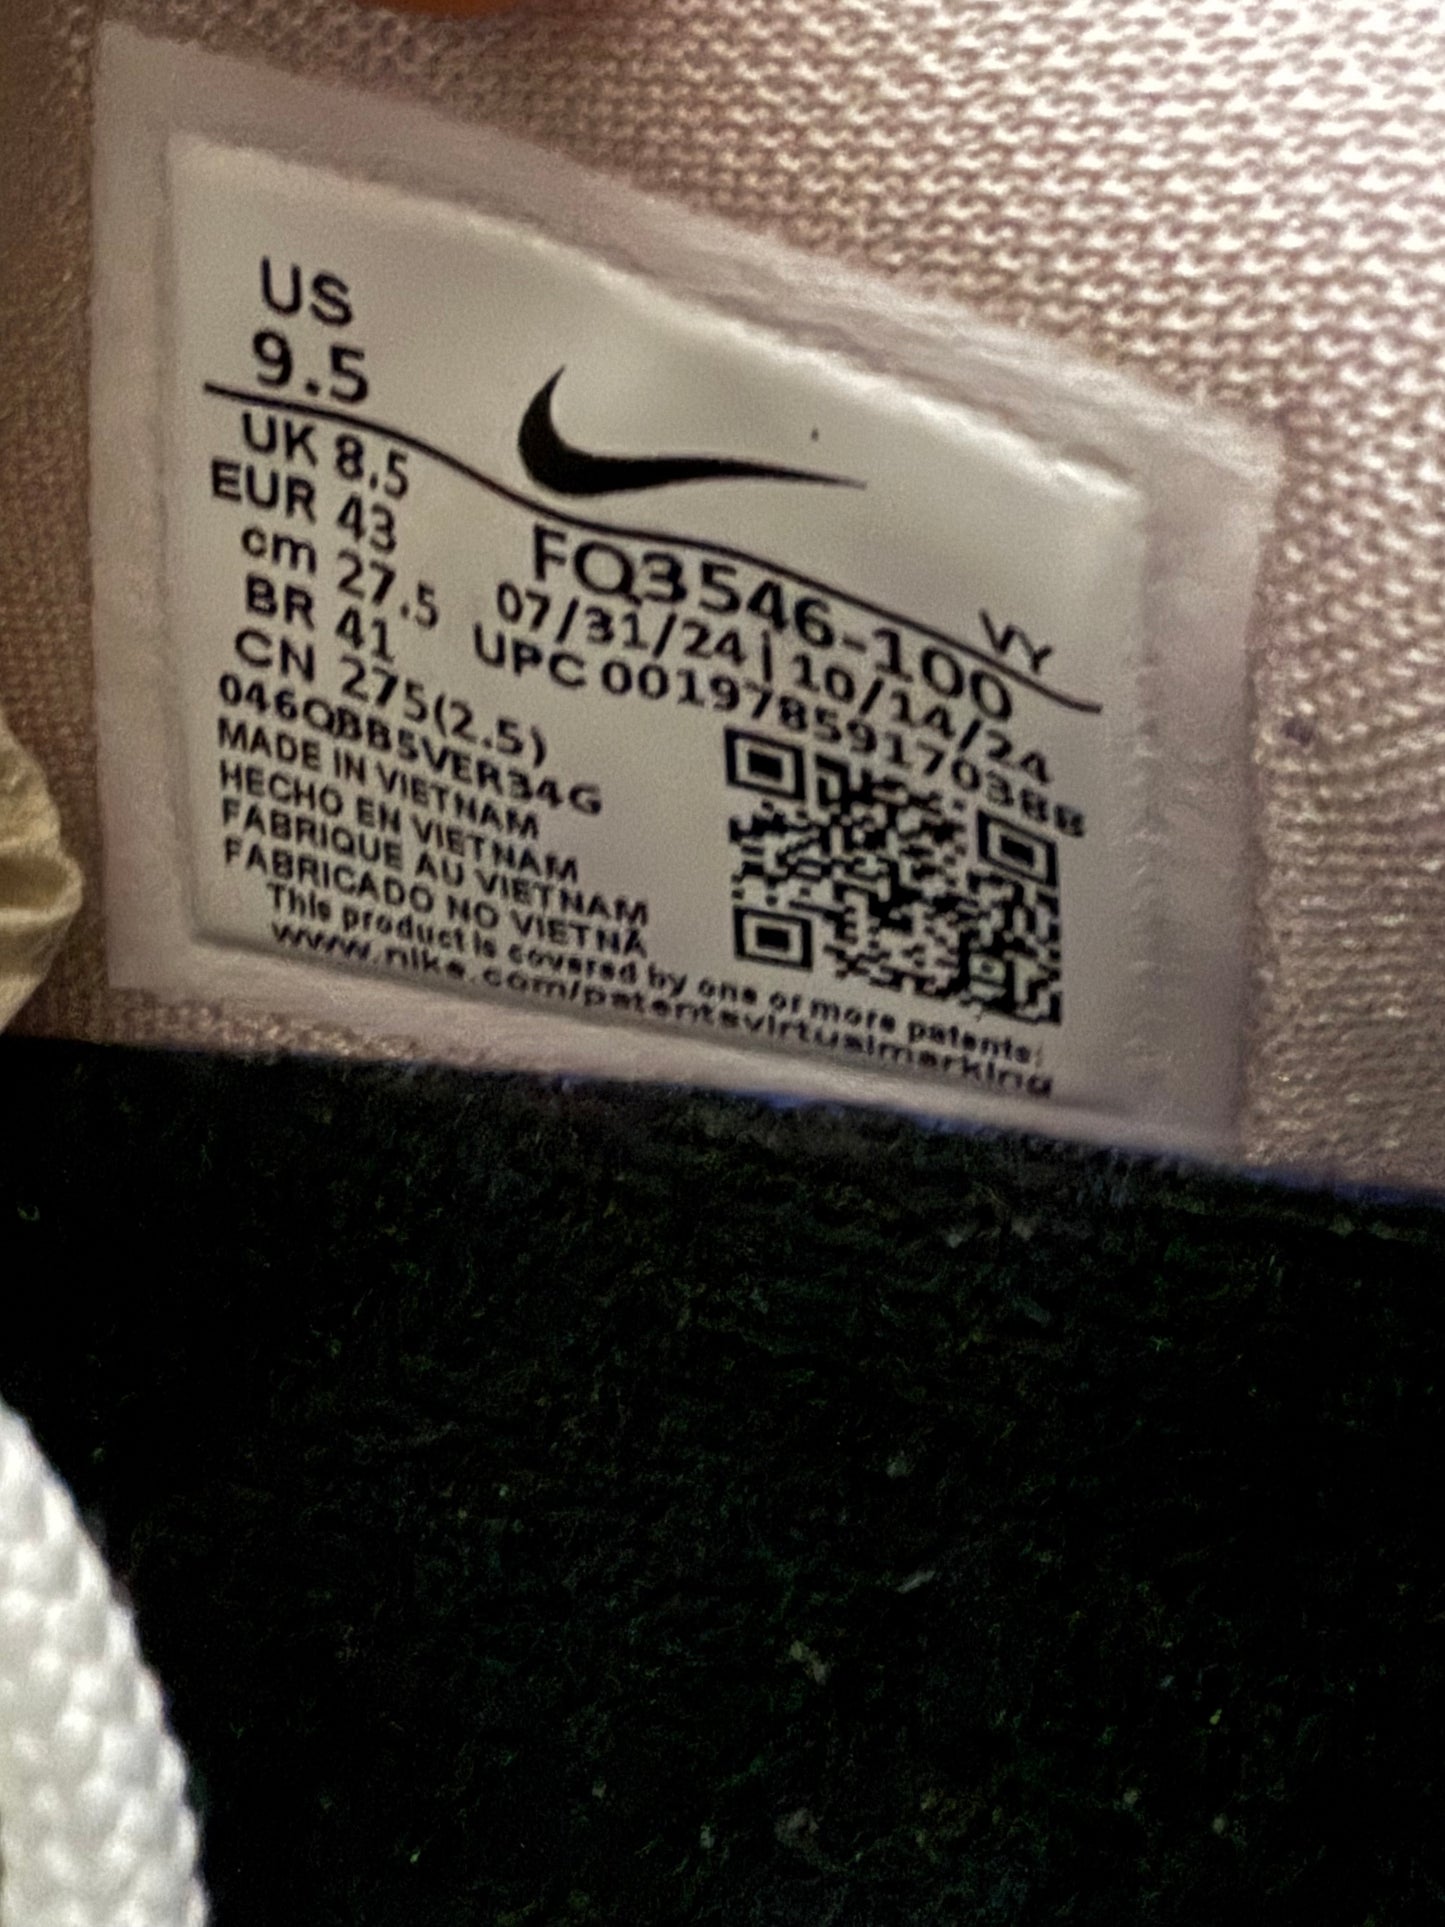 US
9.5
UK 8.5
EUR 43
cm 27.5
BR 41
CN 275(2.5)
VY
FQ3546-100
07/31/24|10/14/24
UPC 00197859170388
046QBB5VER34G
MADE IN VIETNAM
HECHO EN VIETNAM
FABRIQUE AU VIETNAM
FABRICADO NO VIETNÃ
This product is covered by one or more patents:
www.nike.com/patentsvirtualmarking